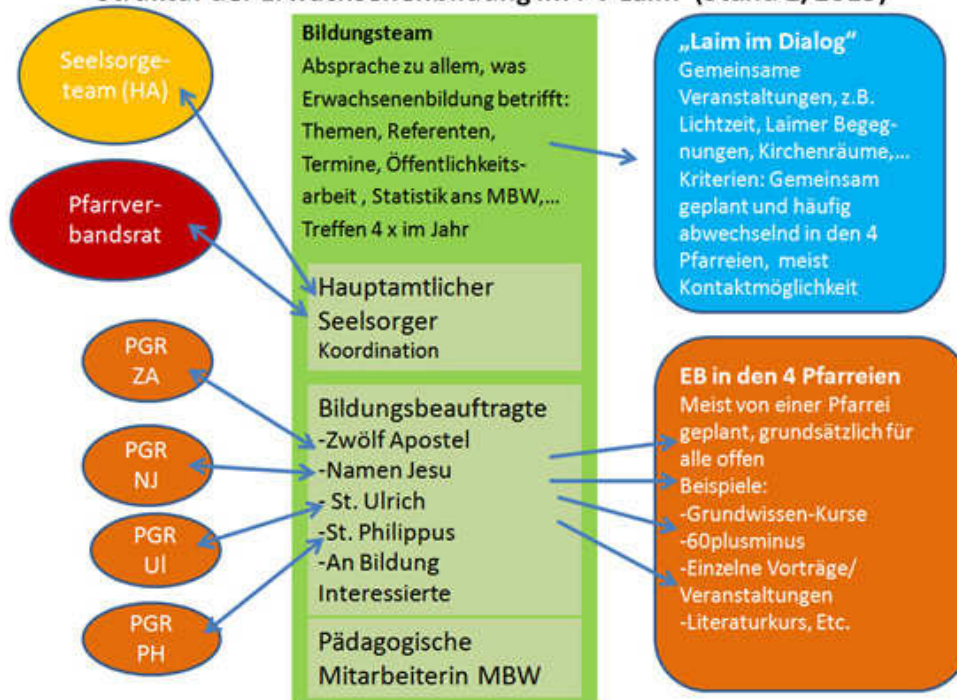 Seelsorge-
team (HA)
Pfarrver-
bandsrat
PGR
ZA
PGR
NJ
PGR
Ul
PGR
PH
Bildungsteam
Absprache zu allem, was
Erwachsenenbildung betrifft:
Themen, Referenten,
Termine, Öffentlichkeits-
arbeit , Statistik ans MBW,...
Treffen 4 x im Jahr
Hauptamtlicher
Seelsorger
Koordination
Bildungsbeauftragte
-Zwölf Apostel
-Namen Jesu
- St. Ulrich
-St. Philippus
-An Bildung
Interessierte
Pädagogische
Mitarbeiterin MBW
„Laim im Dialog“
Gemeinsame
Veranstaltungen, z.B.
Lichtzeit, Laimer Begeg-
nungen, Kirchenräume,...
Kriterien: Gemeinsam
geplant und häufig
abwechselnd in den 4
Pfarreien, meist
Kontaktmöglichkeit
EB in den 4 Pfarreien
Meist von einer Pfarrei
geplant, grundsätzlich für
alle offen
Beispiele:
-Grundwissen-Kurse
-60plusminus
-Einzelne Vorträge/
Veranstaltungen
-Literaturkurs, Etc.